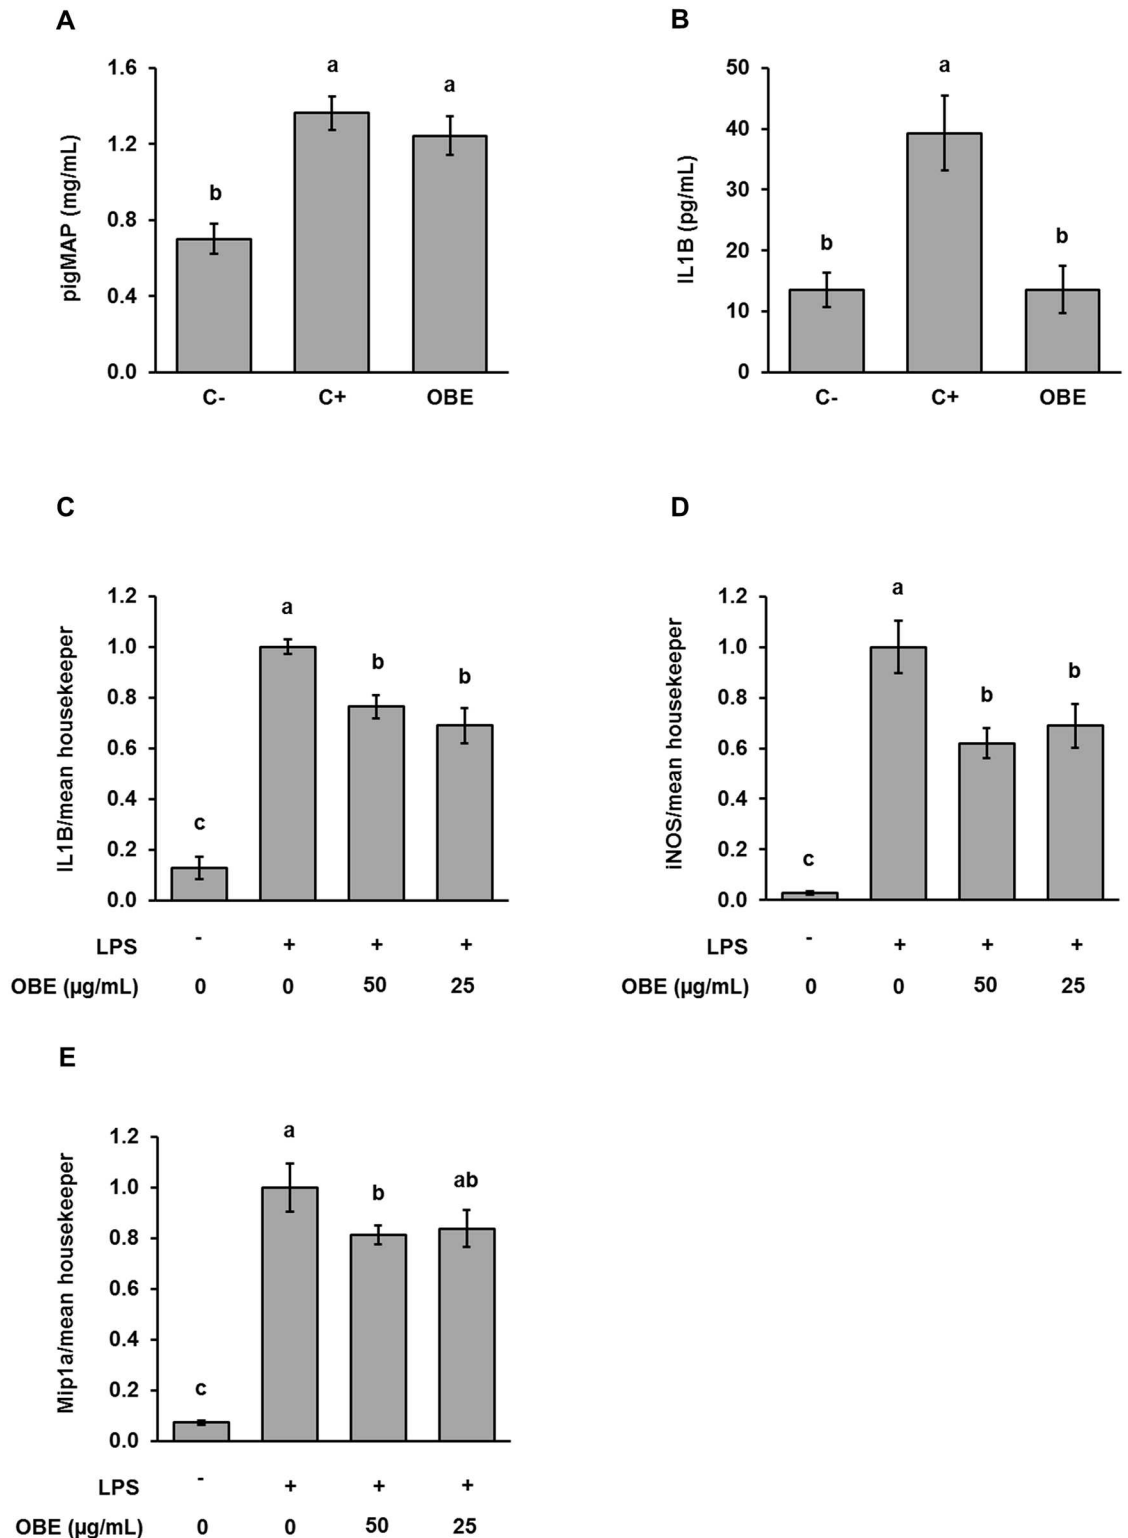 A
pigMAP (mg/mL)
1.6
1.2
0.8
0.4
0.0
b
a
a
C-
C+
OBE
B
IL1B (pg/mL)
50
40
30
20
10
0
b
a
b
C-
C+
OBE
C
IL1B/mean housekeeper
1.2
1.0
0.8
0.6
0.4
0.2
0.0
c
a
b
b
LPS - + + +
OBE (µg/mL) 0 0 50 25
D
iNOS/mean housekeeper
1.2
1.0
0.8
0.6
0.4
0.2
0.0
c
a
b
b
LPS - + + +
OBE (µg/mL) 0 0 50 25
E
Mip1a/mean housekeeper
1.2
1.0
0.8
0.6
0.4
0.2
0.0
c
a
b
ab
LPS - + + +
OBE (µg/mL) 0 0 50 25